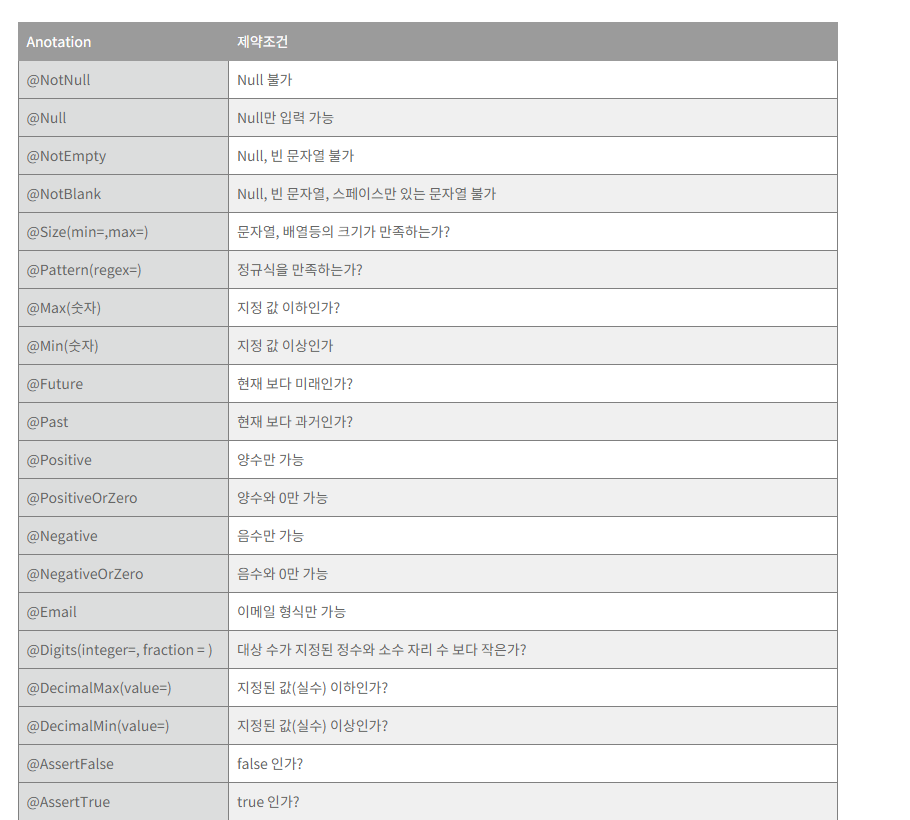 Anotation 제약조건
@NotNull Null 불가
@Null Null만 입력 가능
@NotEmpty Null, 빈 문자열 불가
@NotBlank Null, 빈 문자열, 스페이스만 있는 문자열 불가
@Size(min=,max=) 문자열, 배열등의 크기가 만족하는가?
@Pattern(regex=) 정규식을 만족하는가?
@Max(숫자) 지정 값 이하인가?
@Min(숫자) 지정 값 이상인가
@Future 현재 보다 미래인가?
@Past 현재 보다 과거인가?
@Positive 양수만 가능
@PositiveOrZero 양수와 0만 가능
@Negative 음수만 가능
@NegativeOrZero 음수와 0만 가능
@Email 이메일 형식만 가능
@Digits(integer=, fraction = ) 대상 수가 지정된 정수와 소수 자리 수 보다 작은가?
@DecimalMax(value=) 지정된 값(실수) 이하인가?
@DecimalMin(value=) 지정된 값(실수) 이상인가?
@AssertFalse false 인가?
@AssertTrue true 인가?